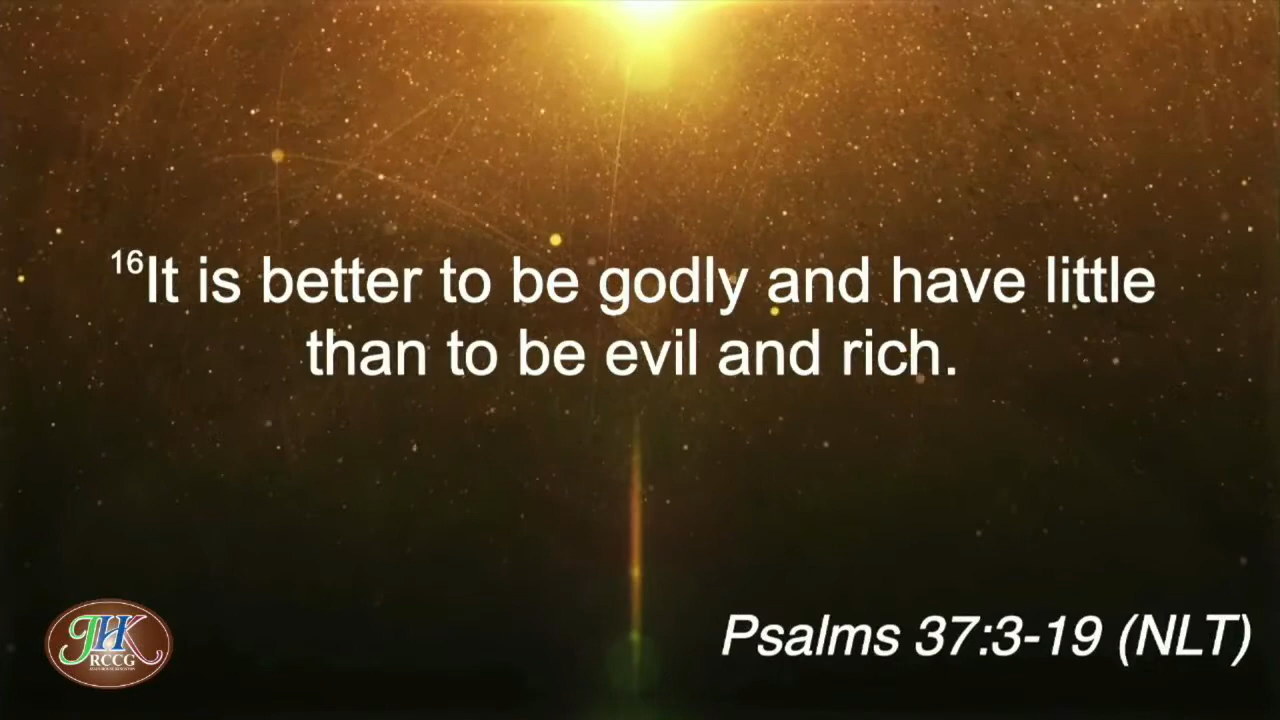 16It is better to be godly and have little
than to be evil and rich.
Psalms 37:3-19 (NLT)
JHK
RCCG